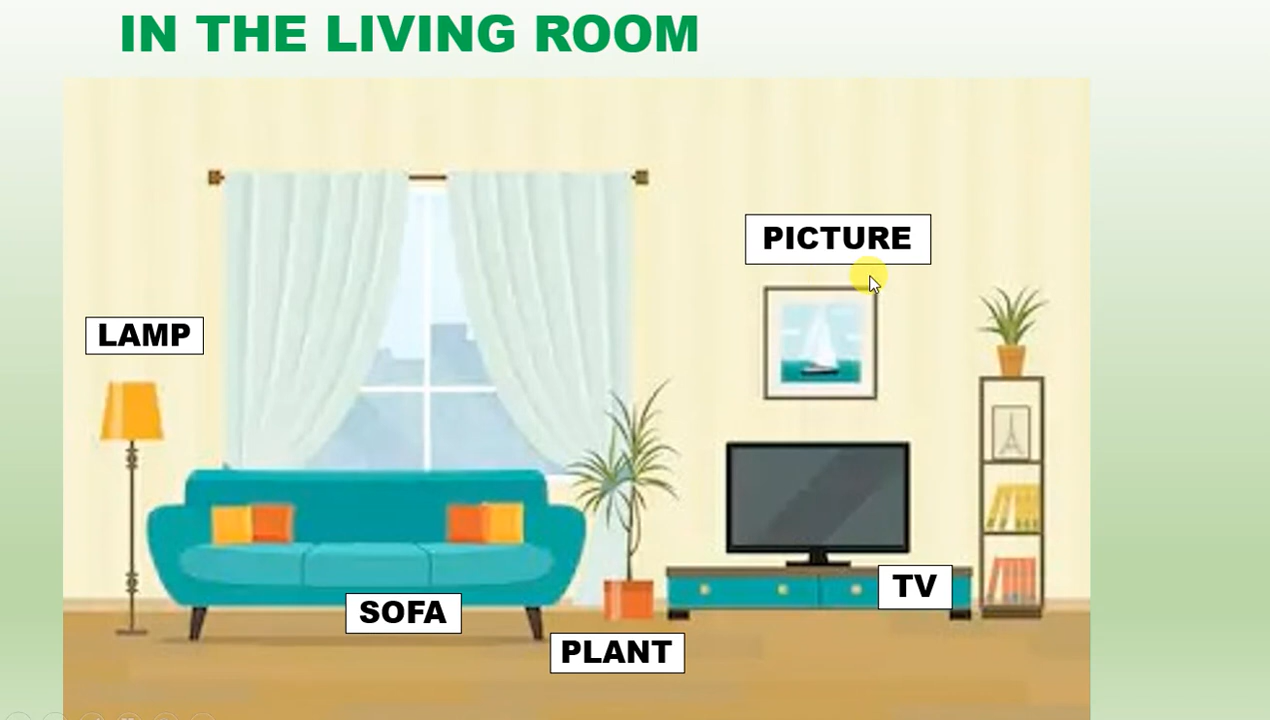 IN THE LIVING ROOM
PICTURE
LAMP
TV
SOFA
PLANT